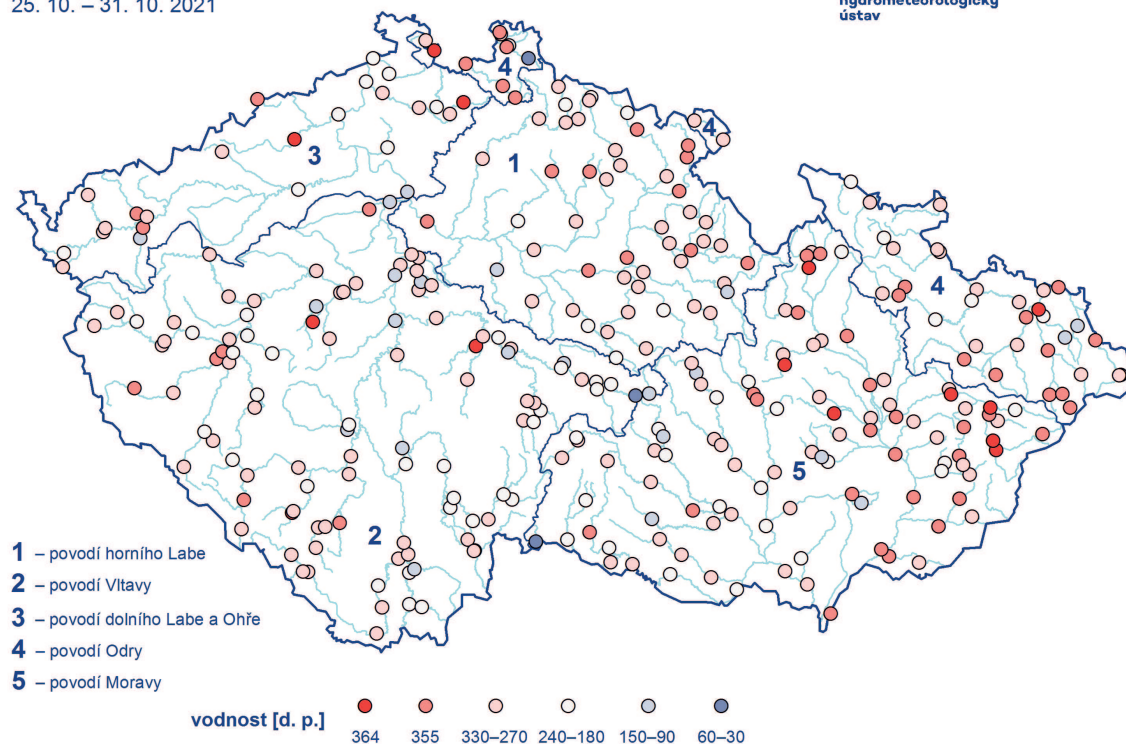 25. 10. – 31. 10. 2021
hydrometeorologický
ústav
4
4
3
1
4
5
2
1 – povodí horního Labe
2 – povodí Vltavy
3 – povodí dolního Labe a Ohře
4 – povodí Odry
5 – povodí Moravy
vodnost [d. p.]
364 355 330–270 240–180 150–90 60–30